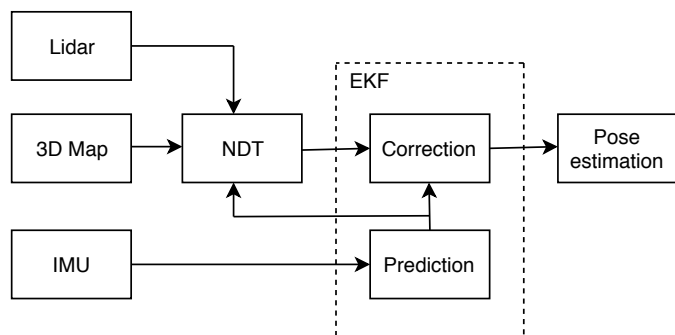 Lidar
EKF
3D Map
NDT
Correction
Pose
estimation
IMU
Prediction